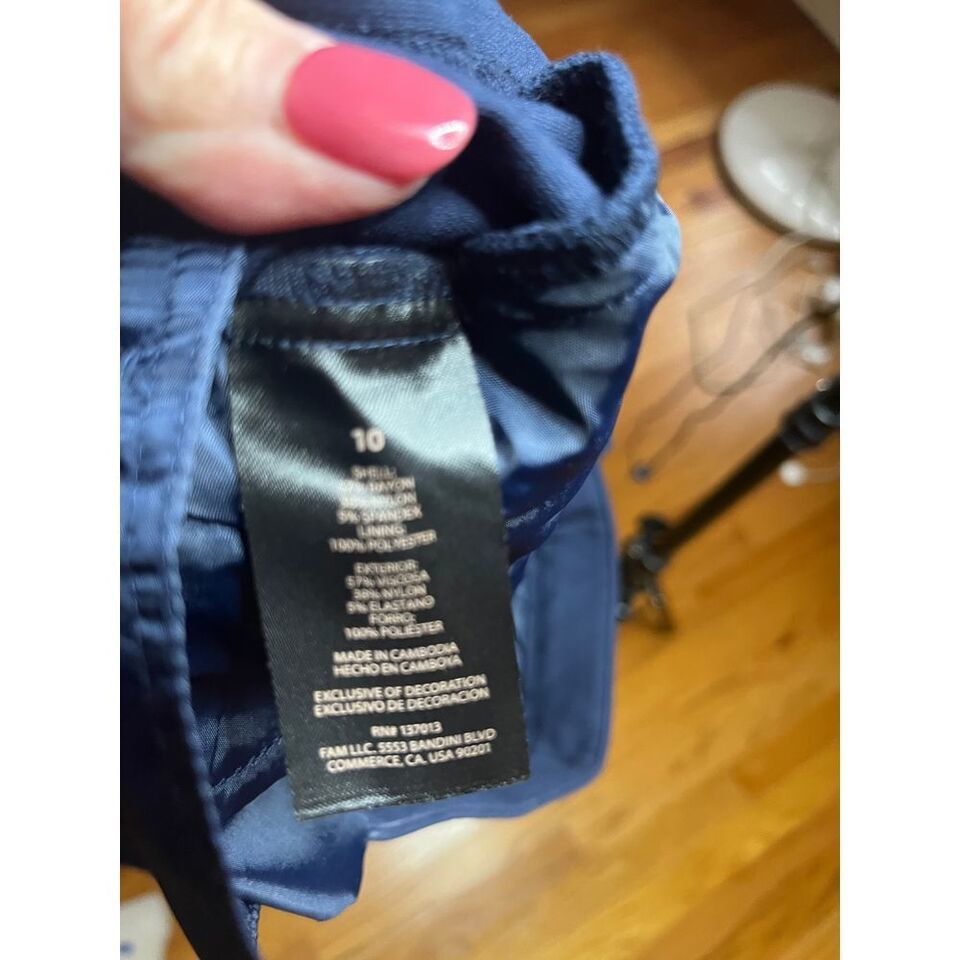 10
SHELL:
57% RAYON
38% NYLON
5% SPANDEX
LINING
100% POLYESTER
EXTERIOR
57% VISCOSA
38% NYLON
5% ELASTANO
FORRO:
100% POLIESTER
MADE IN CAMBODIA
HECHO EN CAMBOYA
EXCLUSIVE OF DECORATION
EXCLUSIVO DE DECORACION
RN# 137013
FAM LLC. 5553 BANDINI BLVD
COMMERCE, CA. USA 90201